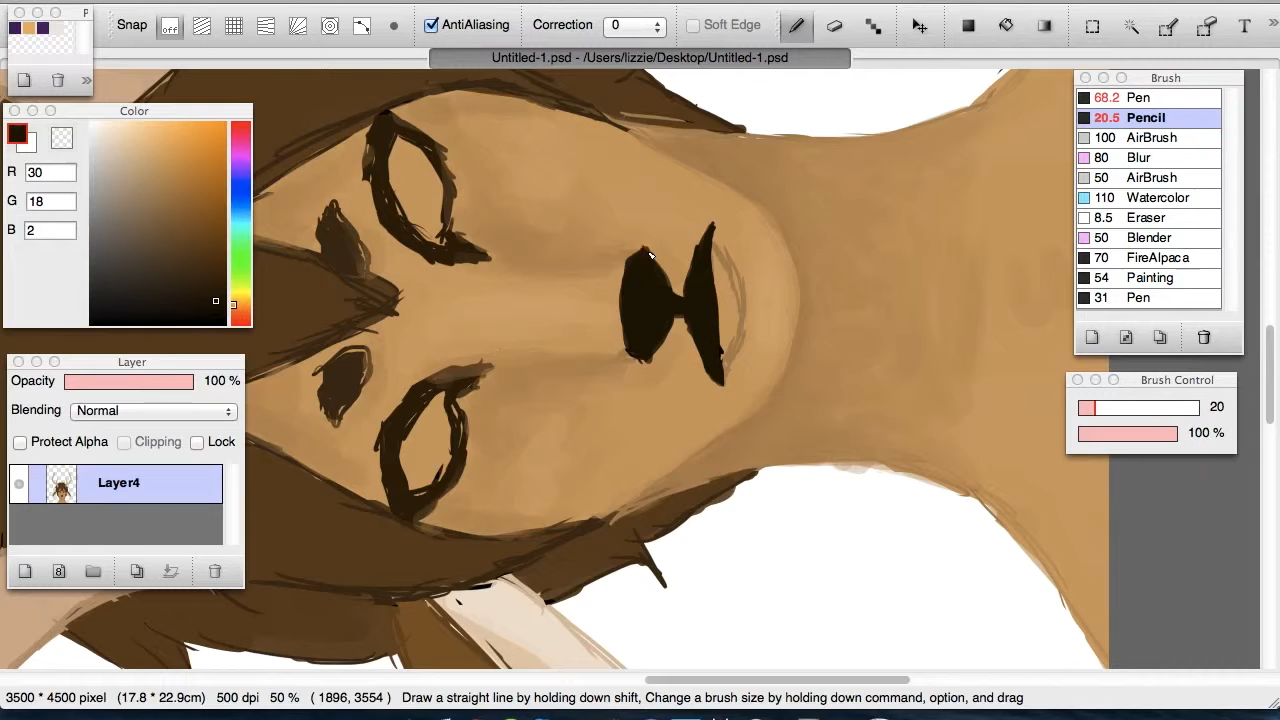 P
Snap
off
AntiAliasing
Correction
0
Soft Edge
T
Untitled-1.psd - /Users/lizzie/Desktop/Untitled-1.psd
Color
R 30
G 18
B 2
Layer
Opacity 100 %
Blending Normal
Protect Alpha Clipping Lock
Layer4
8
Brush
68.2 Pen
20.5 Pencil
100 AirBrush
80 Blur
50 AirBrush
110 Watercolor
8.5 Eraser
50 Blender
70 FireAlpaca
54 Painting
31 Pen
Brush Control
20
100 %
3500 * 4500 pixel (17.8 * 22.9cm) 500 dpi 50 % ( 1896, 3554 ) Draw a straight line by holding down shift, Change a brush size by holding down command, option, and drag